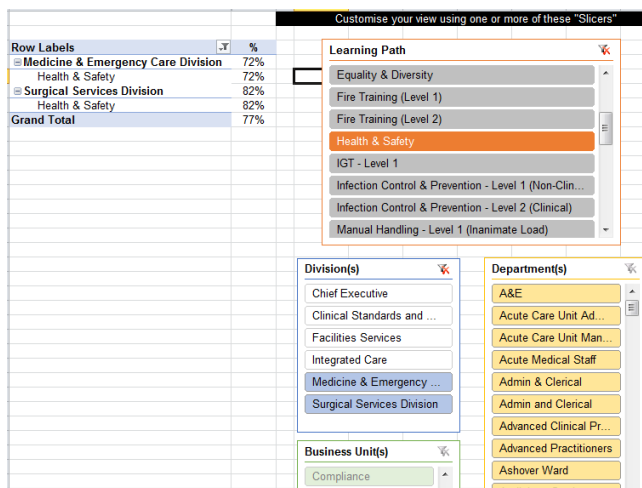 Customise your view using one or more of these "Slicers"
Row Labels %
Medicine & Emergency Care Division 72%
Health & Safety 72%
Surgical Services Division 82%
Health & Safety 82%
Grand Total 77%
Learning Path
Equality & Diversity
Fire Training (Level 1)
Fire Training (Level 2)
Health & Safety
IGT - Level 1
Infection Control & Prevention - Level 1 (Non-Clin...
Infection Control & Prevention - Level 2 (Clinical)
Manual Handling - Level 1 (Inanimate Load)
Division(s)
Chief Executive
Clinical Standards and ...
Facilities Services
Integrated Care
Medicine & Emergency ...
Surgical Services Division
Department(s)
A&E
Acute Care Unit Ad...
Acute Care Unit Man...
Acute Medical Staff
Admin & Clerical
Admin and Clerical
Advanced Clinical Pr...
Advanced Practitioners
Ashover Ward
Business Unit(s)
Compliance